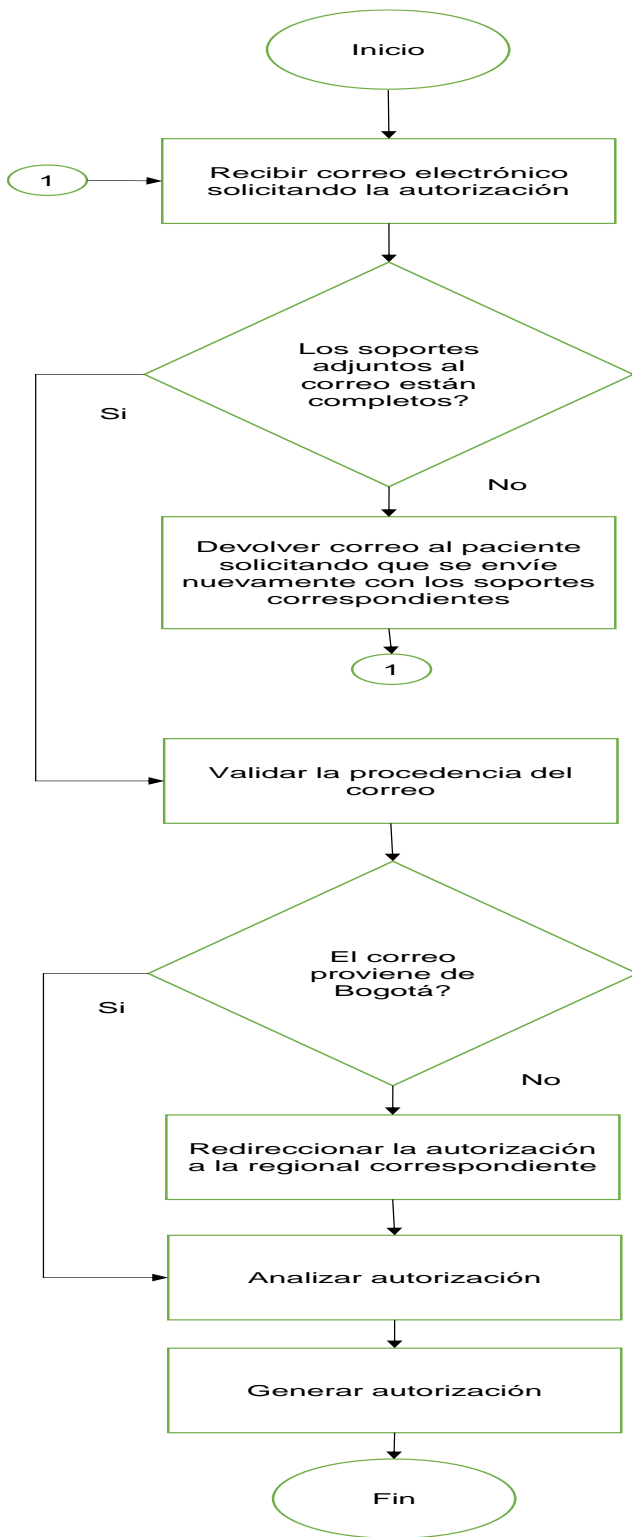 Inicio
1
Recibir correo electrónico
solicitando la autorización
Los soportes
adjuntos al
correo están
completos?
Si
No
Devolver correo al paciente
solicitando que se envíe
nuevamente con los soportes
correspondientes
1
Validar la procedencia del
correo
El correo
proviene de
Bogotá?
Si
No
Redireccionar la autorización
a la regional correspondiente
Analizar autorización
Generar autorización
Fin